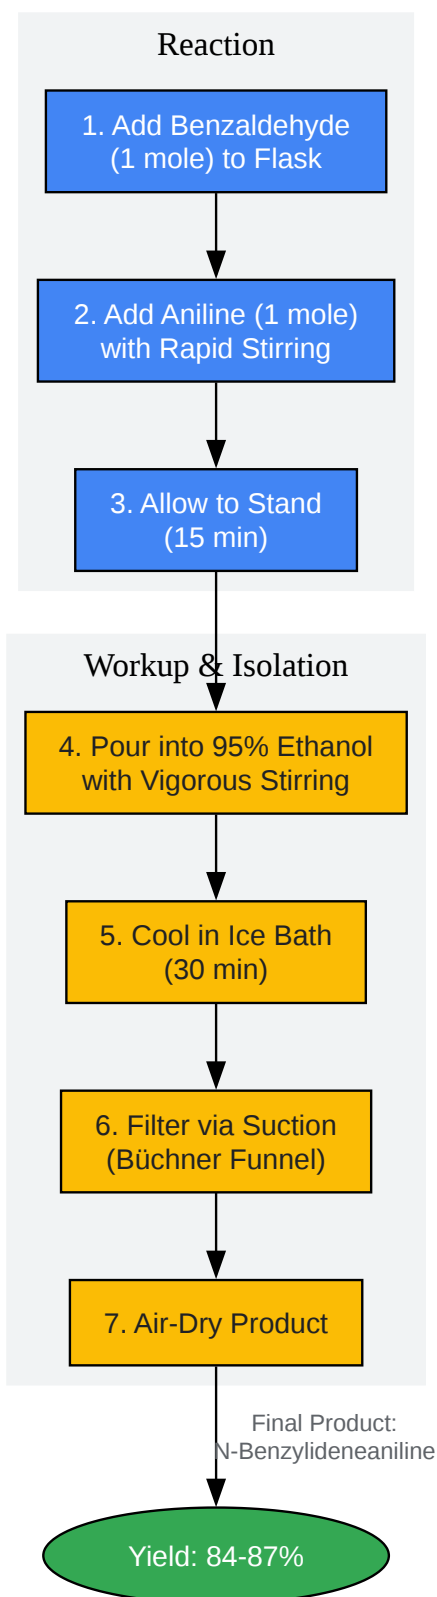 Reaction
1. Add Benzaldehyde
(1 mole) to Flask
2. Add Aniline (1 mole)
with Rapid Stirring
3. Allow to Stand
(15 min)
Workup & Isolation
4. Pour into 95% Ethanol
with Vigorous Stirring
5. Cool in Ice Bath
(30 min)
6. Filter via Suction
(Büchner Funnel)
7. Air-Dry Product
Final Product:
N-Benzylideneaniline
Yield: 84-87%